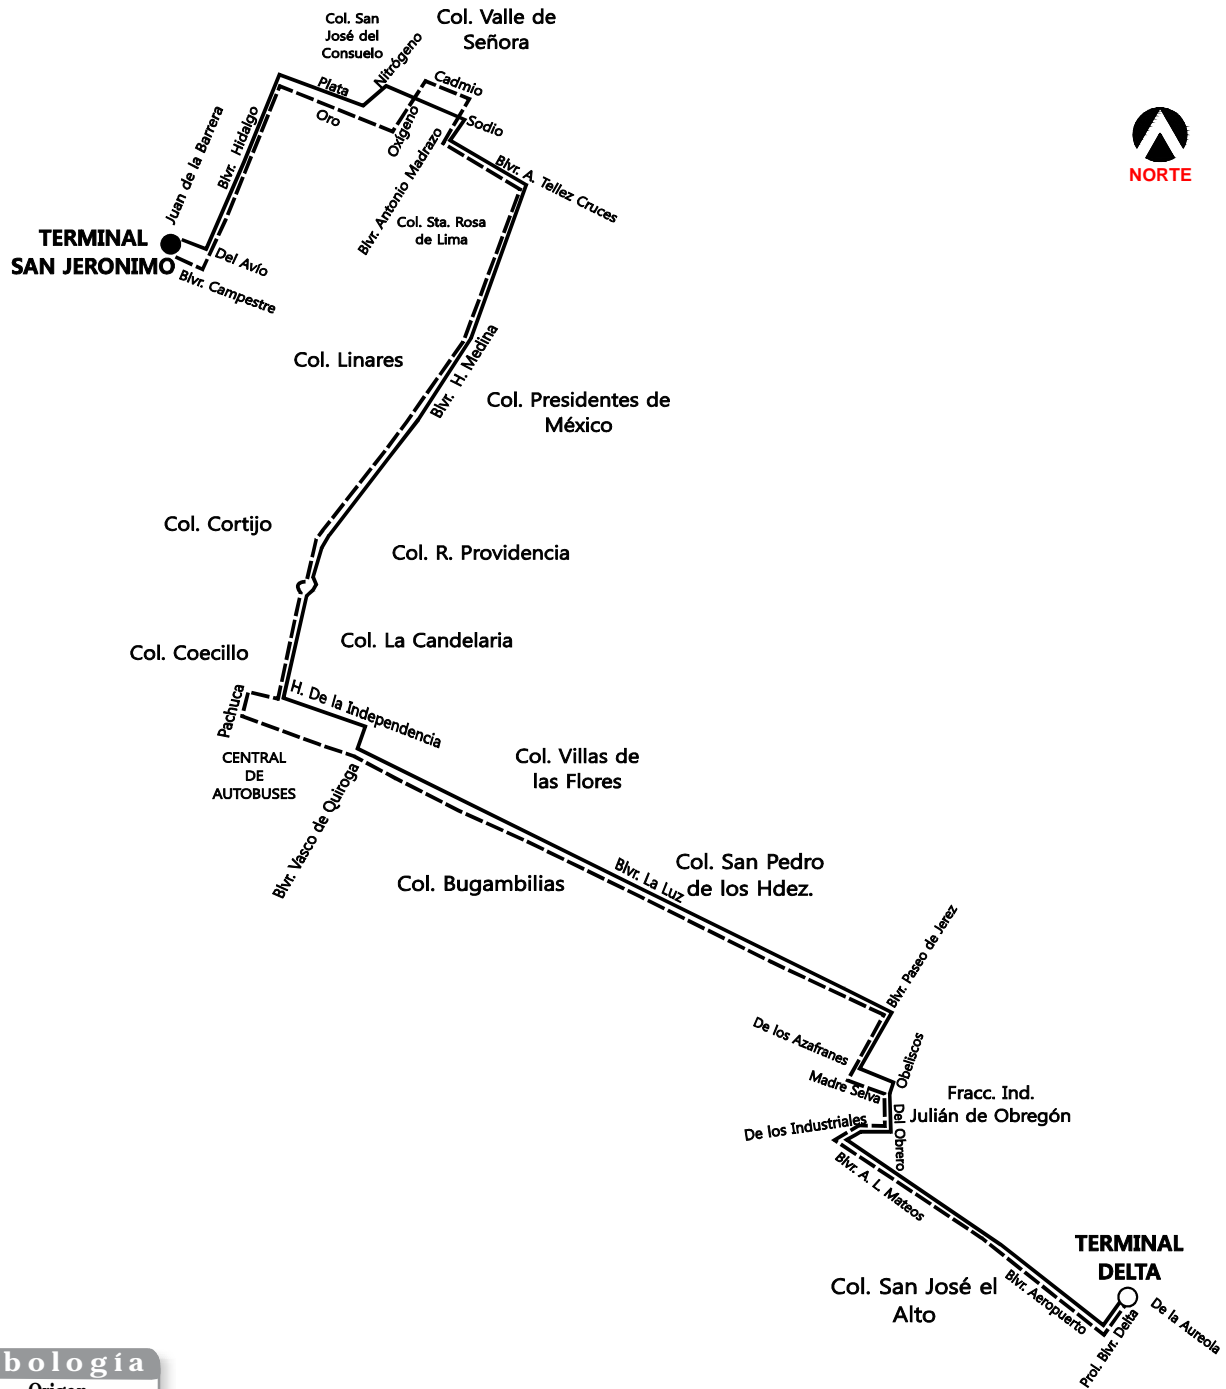 Col. San
José del
Consuelo
Col. Valle de
Señora
Nitrógeno
Plata
Cadmio
Oro
Oxígeno
Sodio
Juan de la Barrera
Blvr. Hidalgo
Blvr. Antonio Madrazo
Blvr. A. Tellez Cruces
NORTE
Col. Sta. Rosa
de Lima
TERMINAL
SAN JERONIMO
Del Avío
Blvr. Campestre
Col. Linares
Blvr. H. Medina
Col. Presidentes de
México
Col. Cortijo
Col. R. Providencia
Col. La Candelaria
Col. Coecillo
Pachuca
H. De la Independencia
CENTRAL
DE
AUTOBUSES
Blvr. Vasco de Quiroga
Col. Villas de
las Flores
Col. Bugambilias
Blvr. La Luz
Col. San Pedro
de los Hdez.
Blvr. Paseo de Jerez
De los Azafranes
Obeliscos
Madre Selva
Fracc. Ind.
Julián de Obregón
De los Industriales
Del Obrero
Blvr. A. L. Mateos
TERMINAL
DELTA
Col. San José el
Alto
Blvr. Aeropuerto
Prol. Blvr. Delta
De la Aureola
bología
Origen